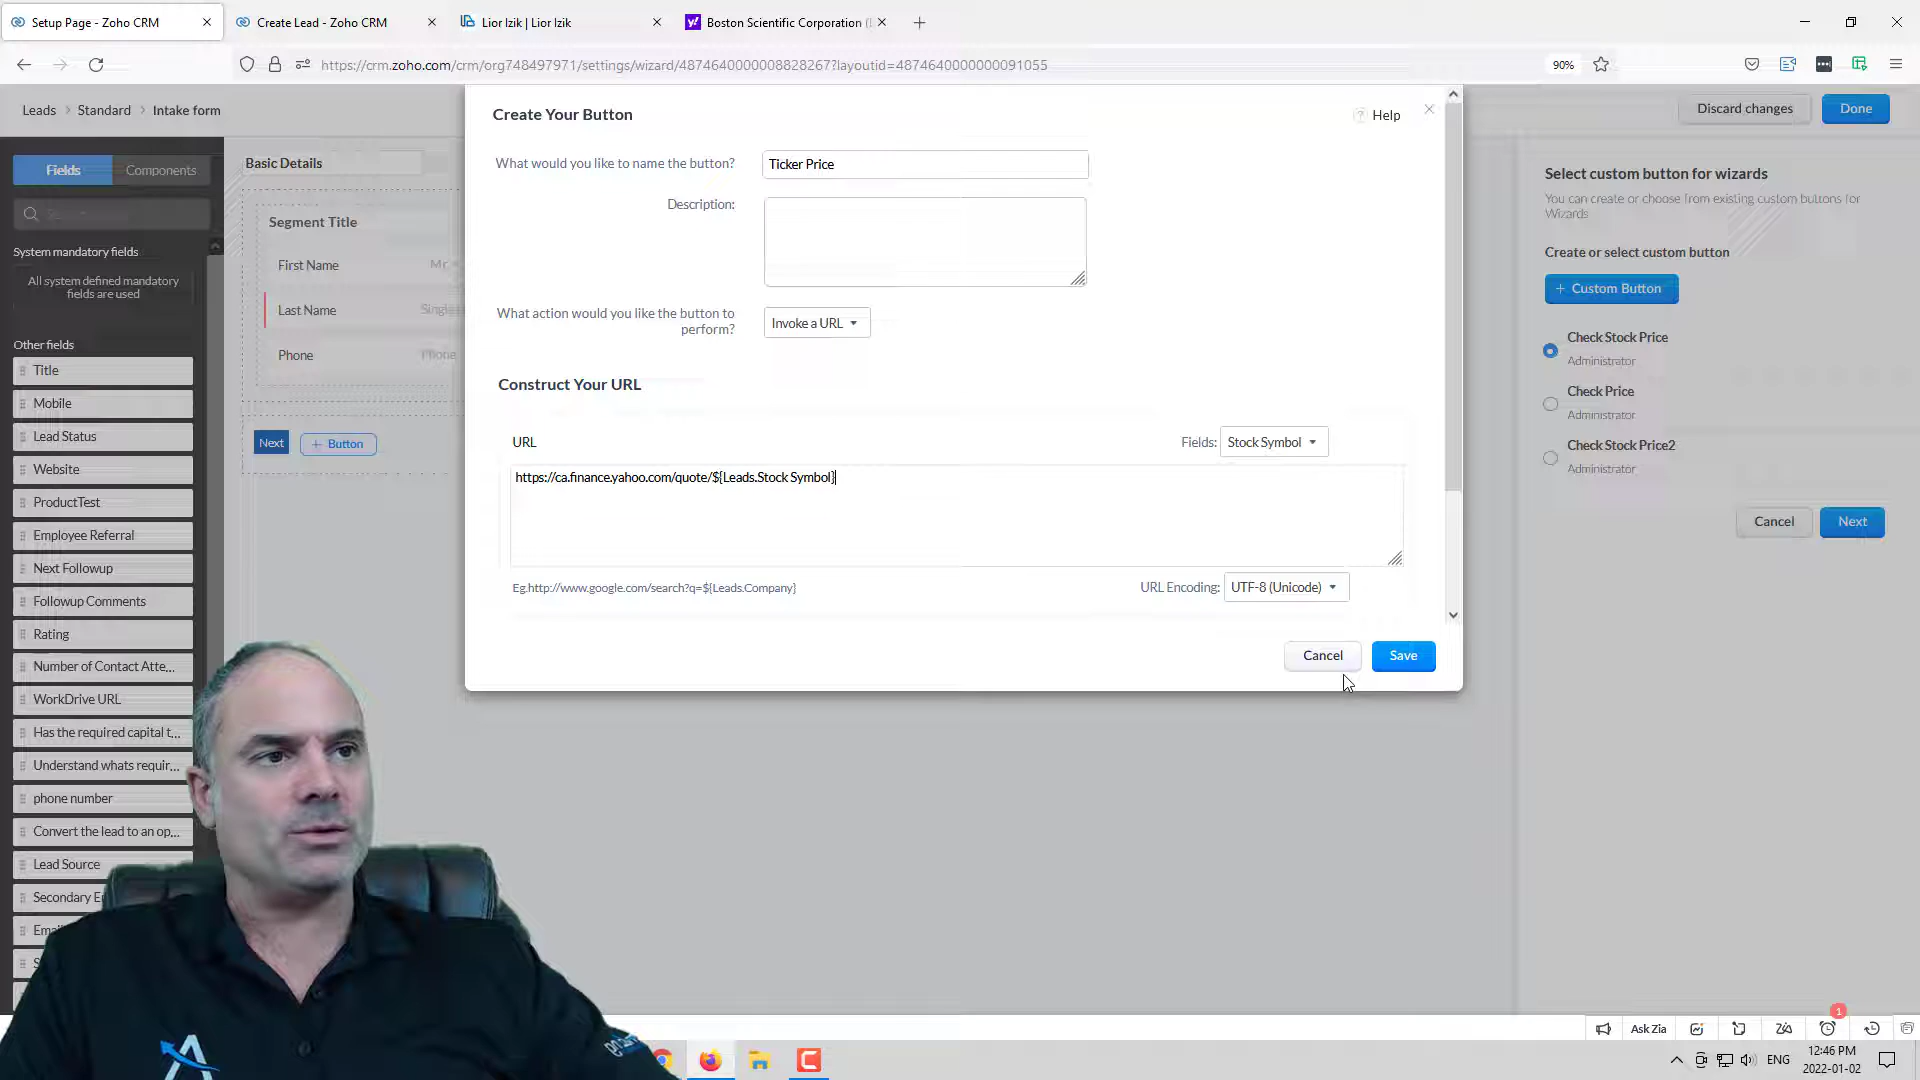 Setup Page - Zoho CRM
Create Lead - Zoho CRM
Lior Izik | Lior Izik
Boston Scientific Corporation (
https://crm.zoho.com/crm/org748497971/settings/wizard/4874640000008828267?layoutid=4874640000000091055
90%
Leads > Standard > Intake form
Discard changes
Done
Fields
Components
System mandatory fields
All system defined mandatory
fields are used
Other fields
Title
Mobile
Lead Status
Website
ProductTest
Employee Referral
Next Followup
Followup Comments
Rating
Number of Contact Atte...
WorkDrive URL
Has the required capital t...
Understand whats requir...
phone number
Convert the lead to an op...
Lead Source
Secondary E
Emai
S
Basic Details
Segment Title
First Name
Mr.
Last Name
Single
Phone
Phone
Next
+ Button
Create Your Button
? Help
What would you like to name the button?
Ticker Price
Description:
What action would you like the button to
perform?
Invoke a URL
Construct Your URL
URL
Fields:
Stock Symbol
https://ca.finance.yahoo.com/quote/${Leads.Stock Symbol}
Eg.http://www.google.com/search?q=${Leads.Company}
URL Encoding:
UTF-8 (Unicode)
Cancel
Save
Select custom button for wizards
You can create or choose from existing custom buttons for
Wizards
Create or select custom button
+ Custom Button
Check Stock Price
Administrator
Check Price
Administrator
Check Stock Price2
Administrator
Cancel
Next
Ask Zia
1
ENG
12:46 PM
2022-01-02